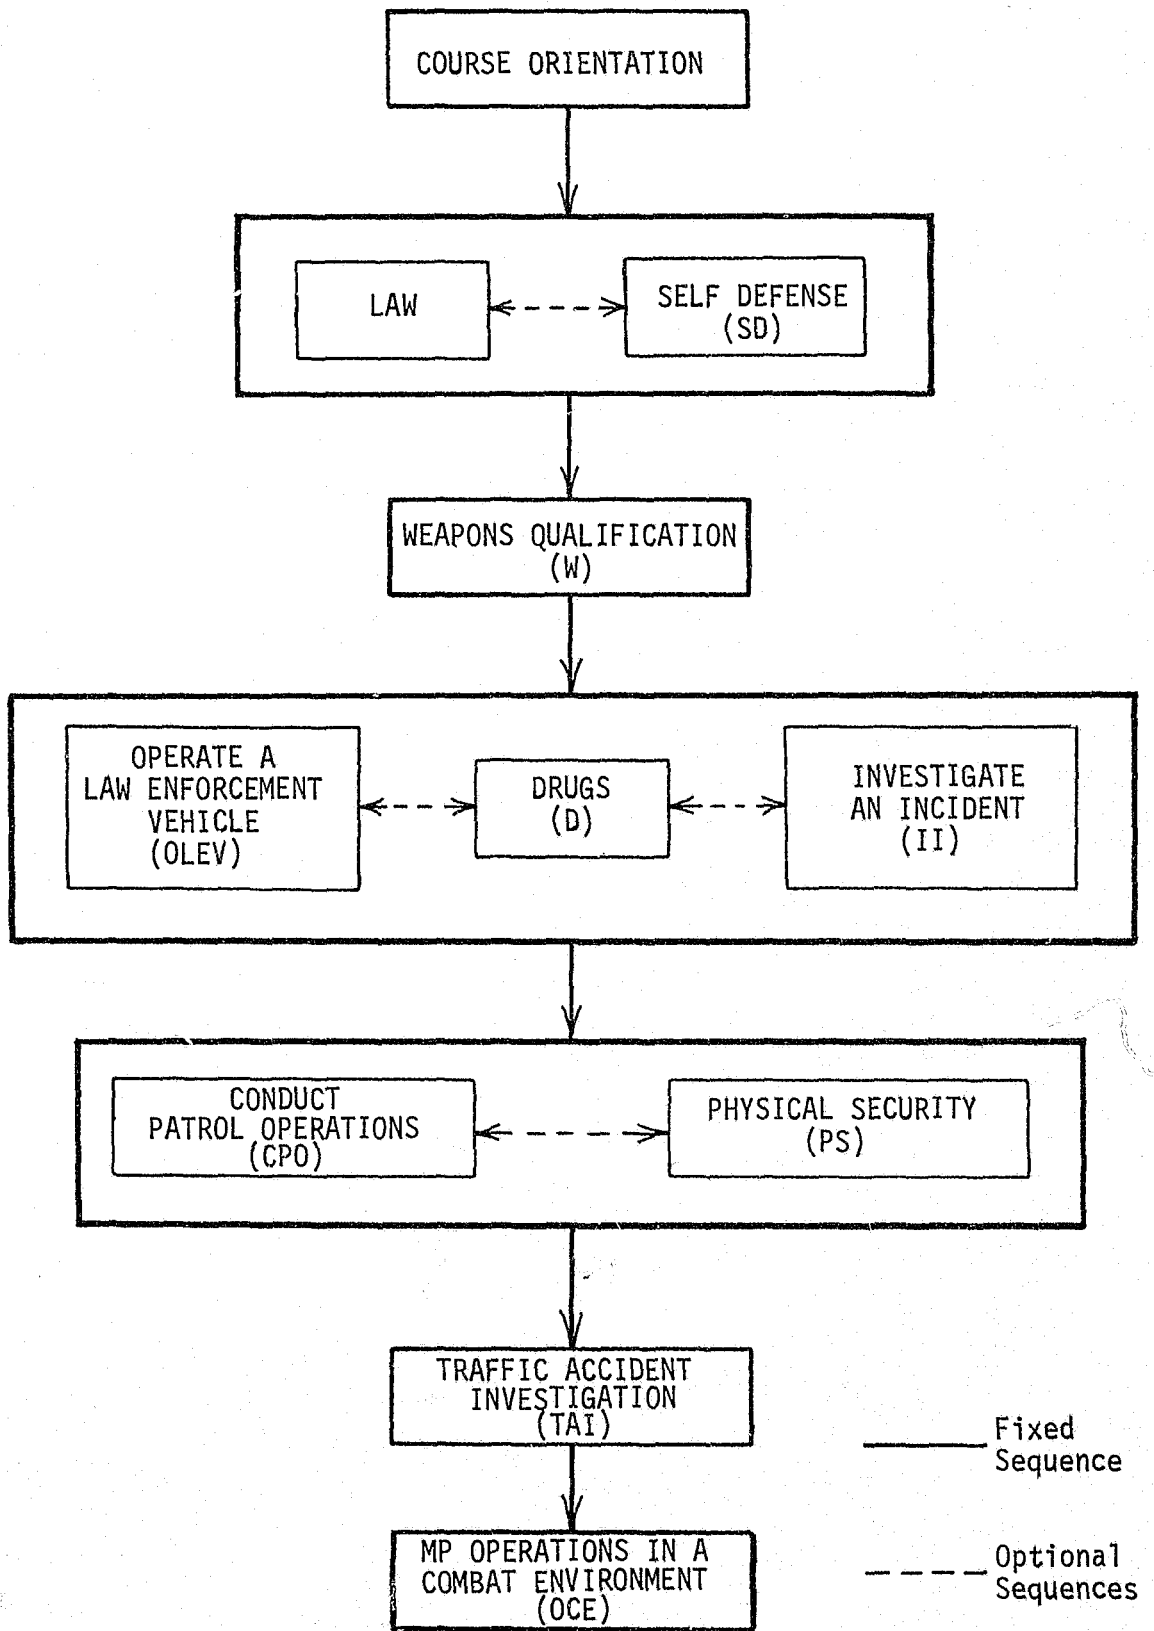 COURSE ORIENTATION
LAW
SELF DEFENSE
(SD)
WEAPONS QUALIFICATION
(W)
OPERATE A
LAW ENFORCEMENT
VEHICLE
(OLEV)
DRUGS
(D)
INVESTIGATE
AN INCIDENT
(II)
CONDUCT
PATROL OPERATIONS
(CPO)
PHYSICAL SECURITY
(PS)
TRAFFIC ACCIDENT
INVESTIGATION
(TAI)
MP OPERATIONS IN A
COMBAT ENVIRONMENT
(OCE)
Fixed
Sequence
Optional
Sequences